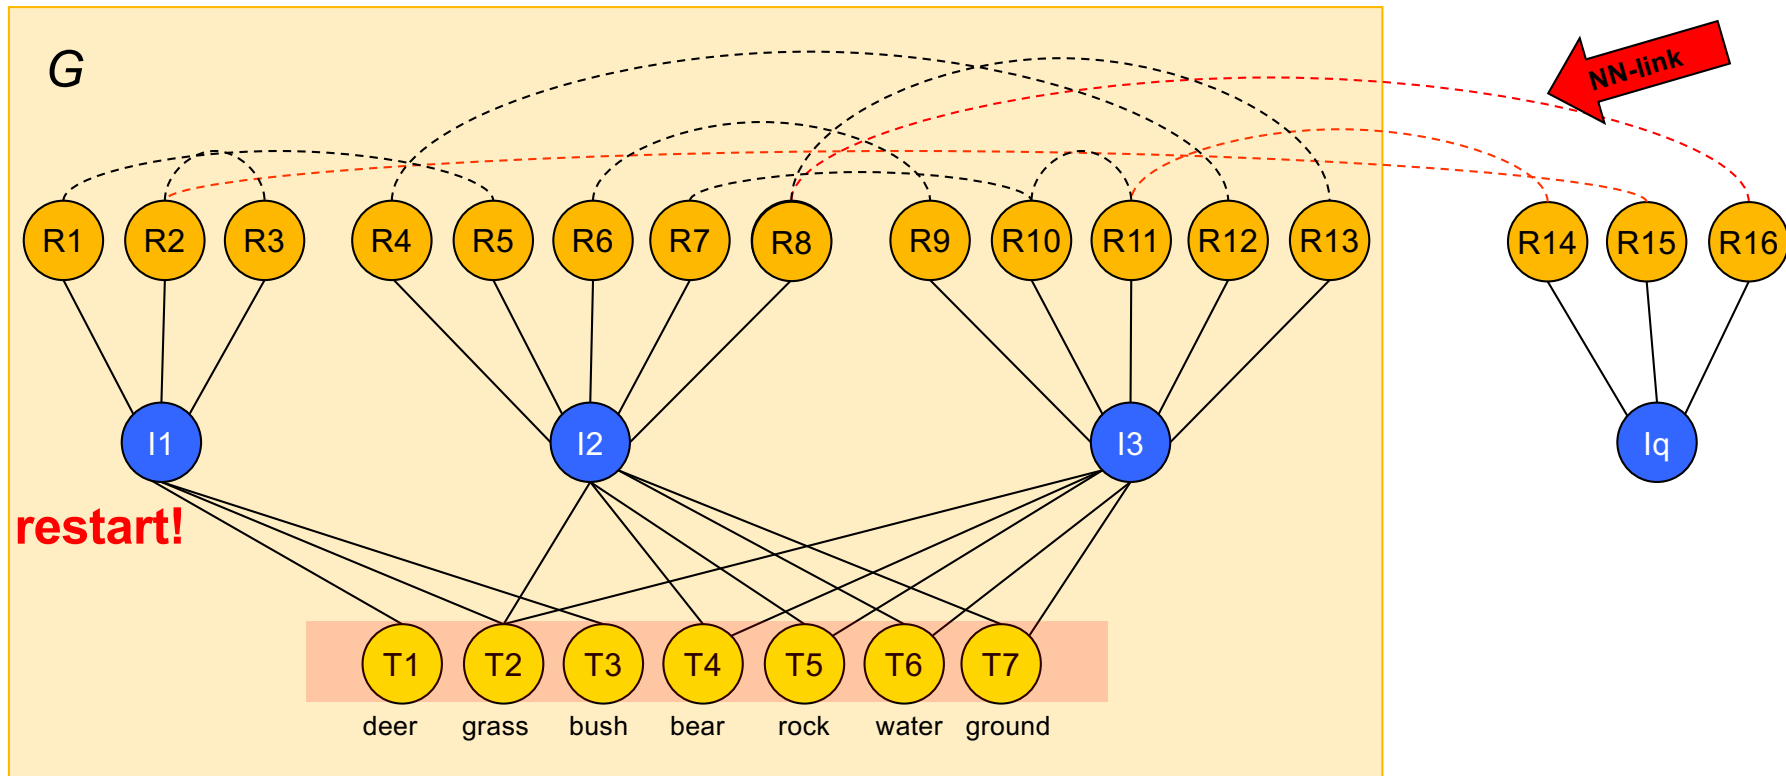 G
NN-link
R1 R2 R3 R4 R5 R6 R7 R8 R9 R10 R11 R12 R13 R14 R15 R16
I1 I2 I3 Iq
restart!
T1 T2 T3 T4 T5 T6 T7
deer grass bush bear rock water ground